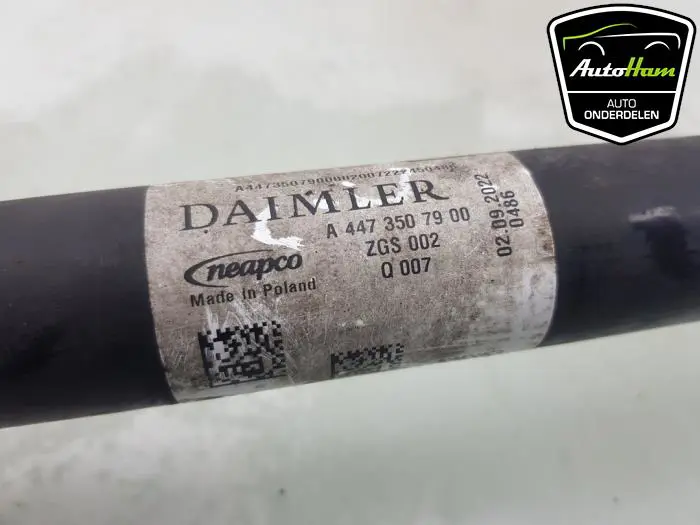 AutoHam
AUTO
ONDERDELEN
DAIMLER
A 447 350 79 00
ZGS 002
Q 007
neapco
Made in Poland
02.09.2022
0486